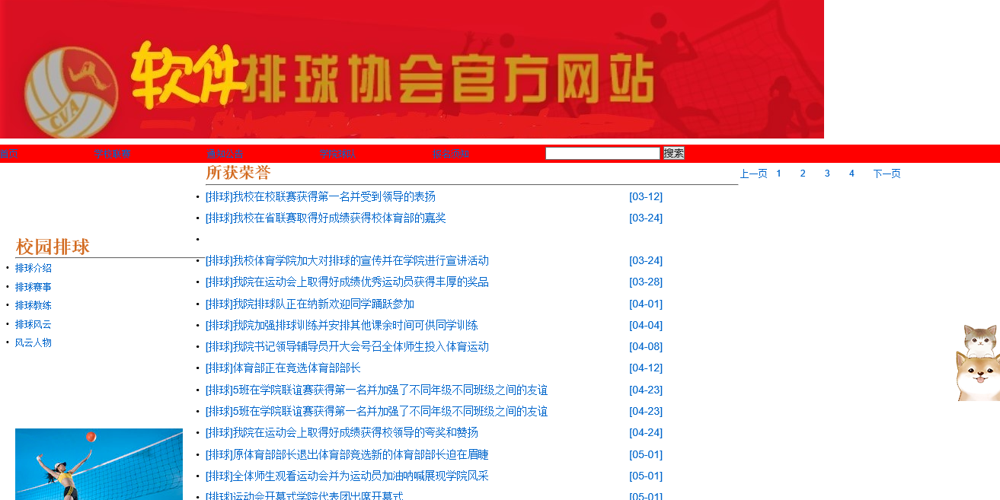 软件排球协会官方网站
CVA
首页
搜索
所获荣誉
上一页 1 2 3 4 下一页
[排球]我校在校联赛获得第一名并受到领导的表扬 [03-12]
[排球]我校在省联赛取得好成绩获得校体育部的嘉奖 [03-24]
[排球]我校体育学院加大对排球的宣传并在学院进行宣讲活动 [03-24]
[排球]我院在运动会上取得好成绩优秀运动员获得丰厚的奖品 [03-28]
[排球]我院排球队正在纳新欢迎同学踊跃参加 [04-01]
[排球]我院加强排球训练并安排其他课余时间可供同学训练 [04-04]
[排球]我院书记领导辅导员开大会号召全体师生投入体育运动 [04-08]
[排球]体育部正在竞选体育部部长 [04-12]
[排球]5班在学院联谊赛获得第一名并加强了不同年级不同班级之间的友谊 [04-23]
[排球]5班在学院联谊赛获得第一名并加强了不同年级不同班级之间的友谊 [04-23]
[排球]我院在运动会上取得好成绩获得校领导的夸奖和赞扬 [04-24]
[排球]原体育部部长退出体育部竞选新的体育部部长迫在眉睫 [05-01]
[排球]全体师生观看运动会并为运动员加油呐喊展现学院风采 [05-01]
[排球]运动会开幕式学院代表团出席开幕式 [05-01]
校园排球
排球介绍
排球赛事
排球教练
排球风云
风云人物